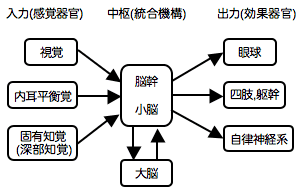 入力(感覚器官) 中枢(統合機構) 出力(効果器官)
視覚
内耳平衡覚
固有知覚
(深部知覚)
脳幹
小脳
大脳
眼球
四肢,躯幹
自律神経系